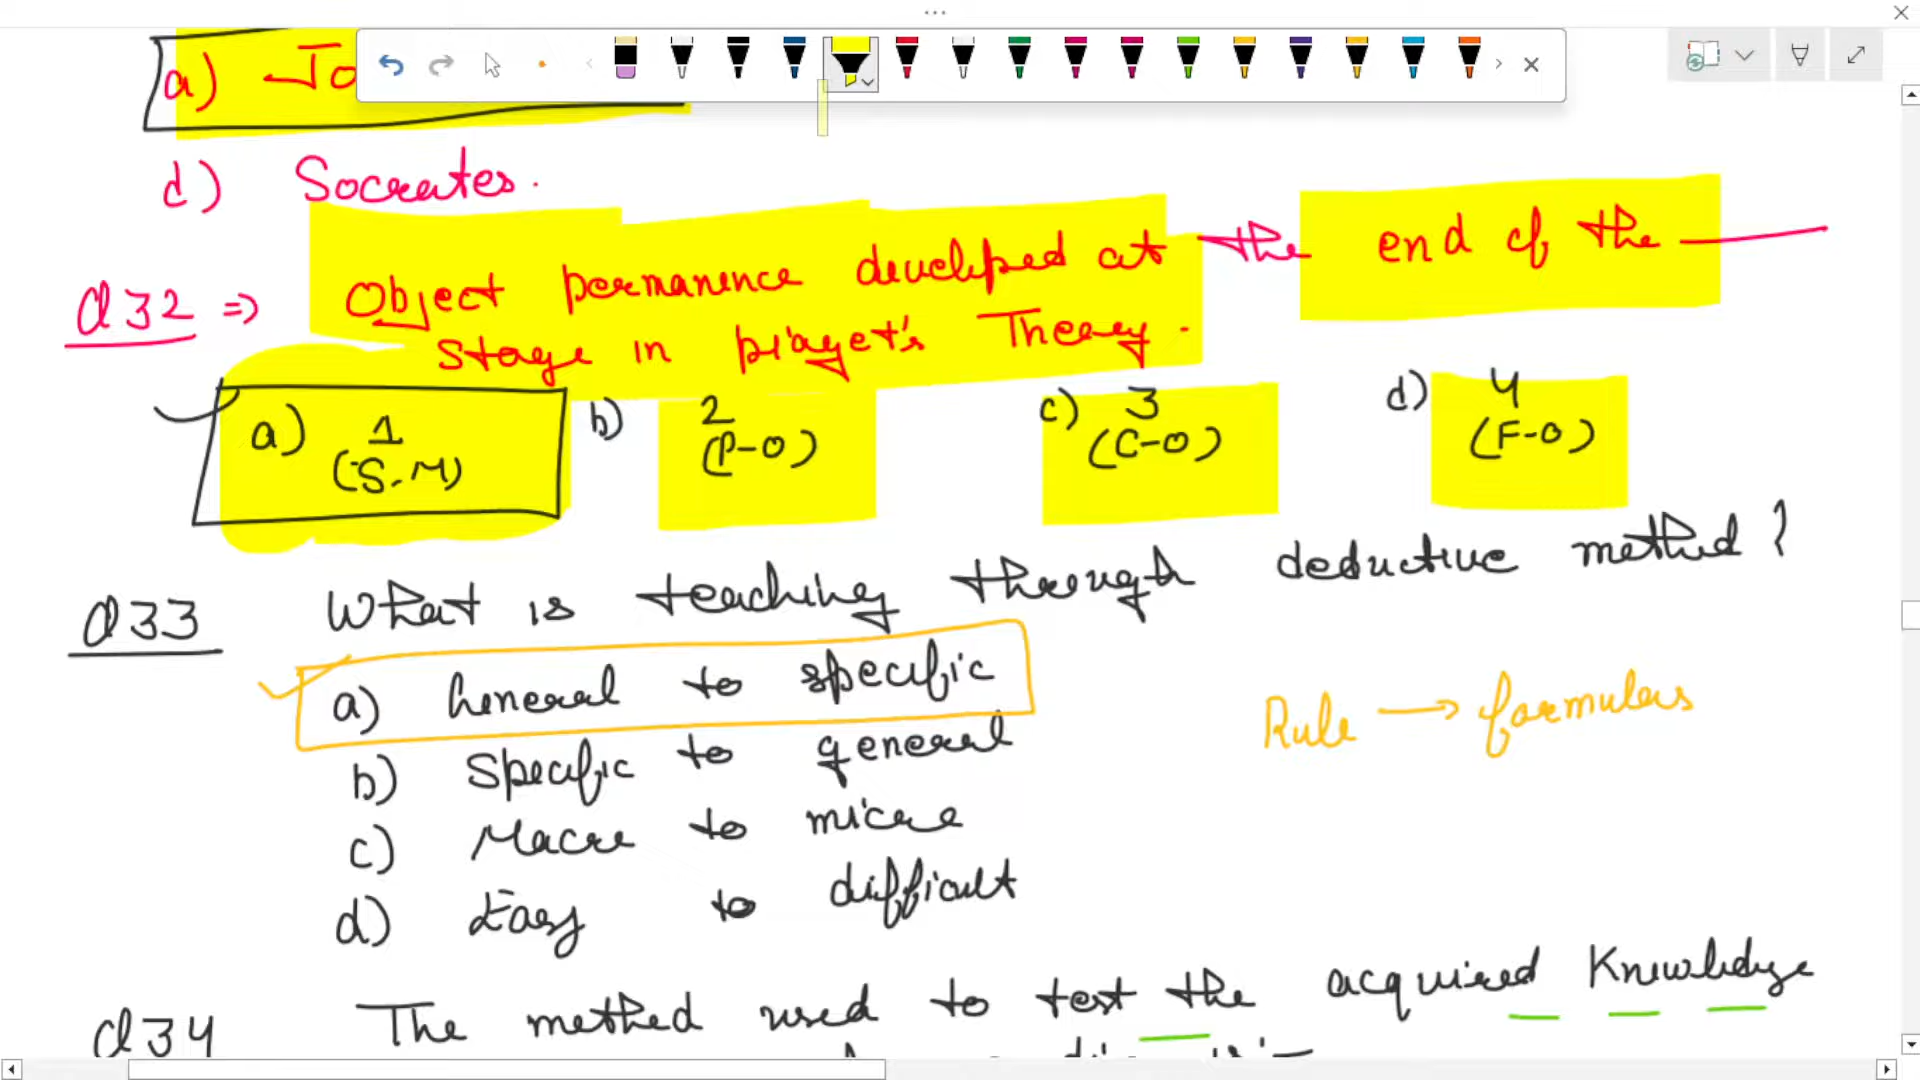 a) Jo
d) Socrates.
Q32 => Object permanence developed at the end of the ___
stage in piaget's Theory.
a) 1 (S.M) b) 2 (P-O) c) 3 (C-O) d) 4 (F-O)
Q33 What is teaching through deductive method?
a) General to specific
Rule → formulas
b) Specific to general
c) Macro to micro
d) Easy to difficult
Q34 The method used to test the acquired Knowledge